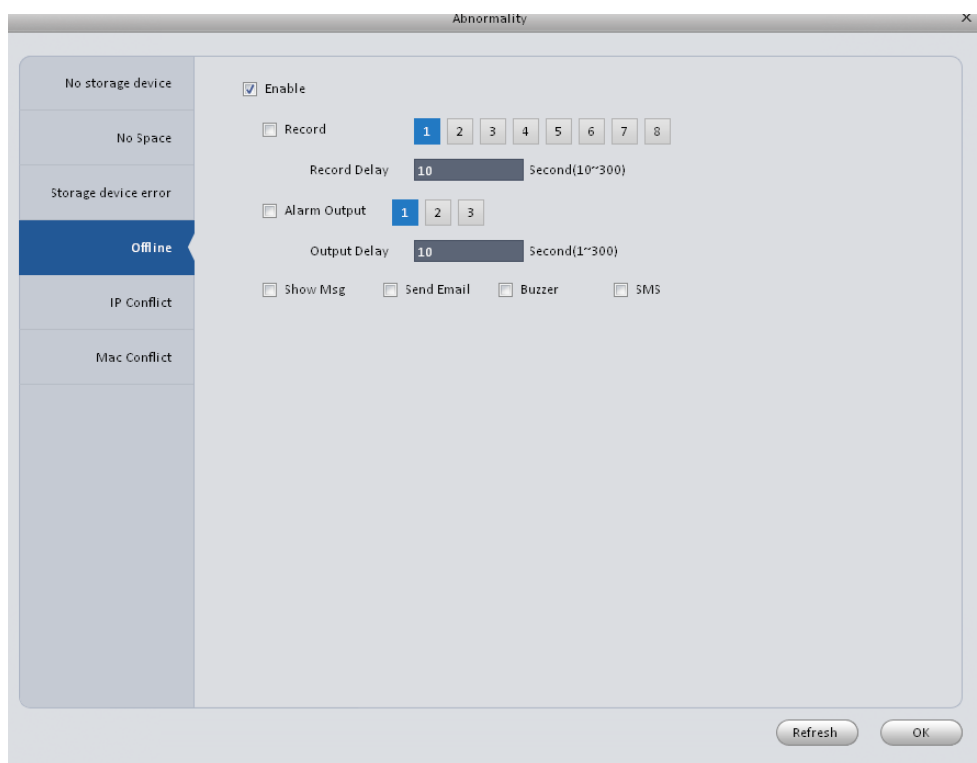 Abnormality X
No storage device
No Space
Storage device error
Offline
IP Conflict
Mac Conflict
Enable
Record 1 2 3 4 5 6 7 8
Record Delay 10 Second(10~300)
Alarm Output 1 2 3
Output Delay 10 Second(1~300)
Show Msg Send Email Buzzer SMS
Refresh OK